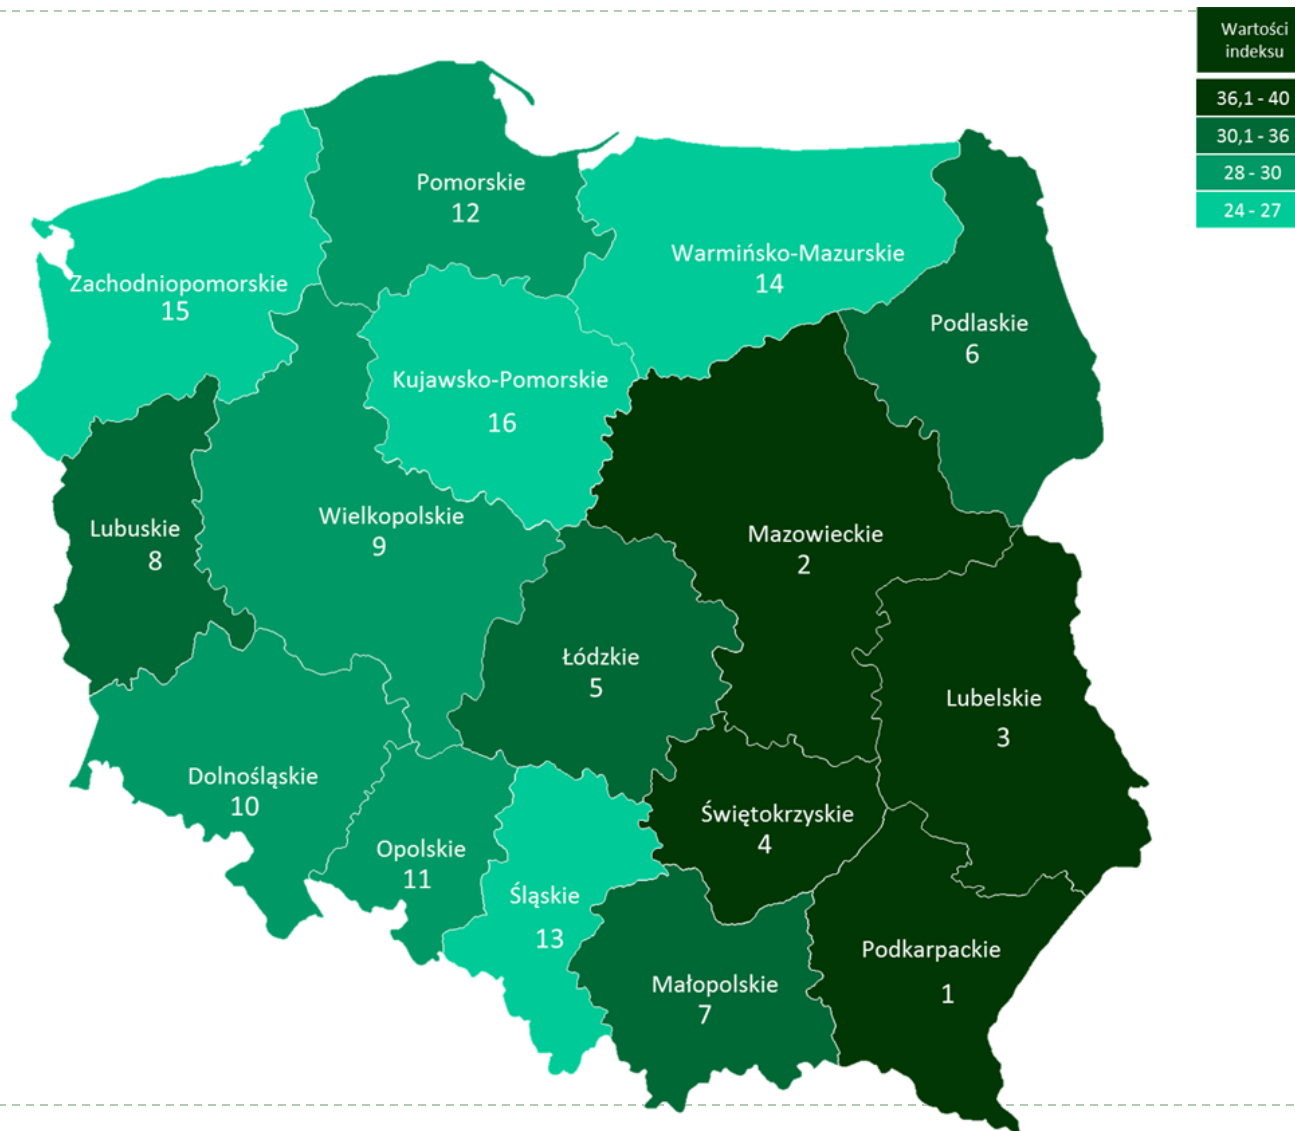 Wartości
indeksu
36,1 - 40
30,1 - 36
28 - 30
24 - 27
Pomorskie
12
Warmińsko-Mazurskie
14
Zachodniopomorskie
15
Podlaskie
6
Kujawsko-Pomorskie
16
Wielkopolskie
9
Lubuskie
8
Mazowieckie
2
Łódzkie
5
Lubelskie
3
Dolnośląskie
10
Świętokrzyskie
4
Opolskie
11
Śląskie
13
Podkarpackie
1
Małopolskie
7